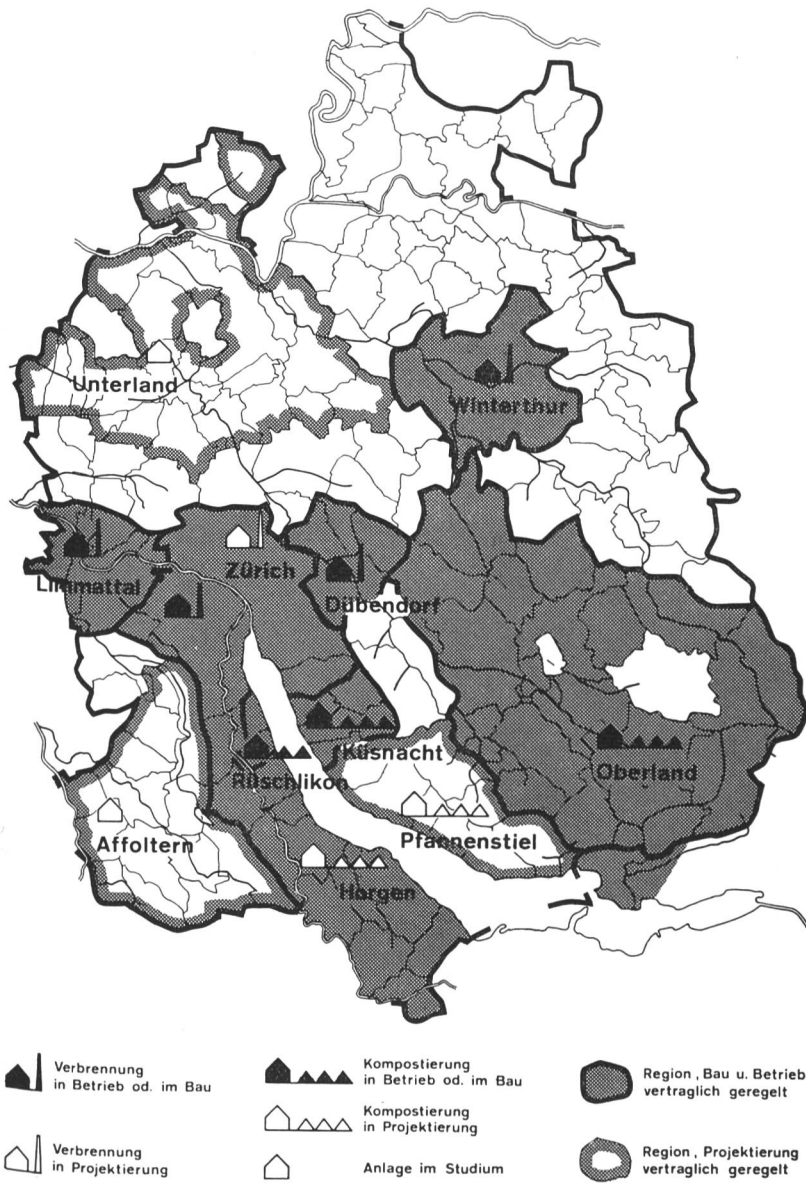 Unterland
Winterthur
Limmattal
Zürich
Dübendorf
Küsnacht
Rüschlikon
Oberland
Affoltern
Pfannenstiel
Horgen
Verbrennung
in Betrieb od. im Bau
Kompostierung
in Betrieb od. im Bau
Region, Bau u. Betrieb
vertraglich geregelt
Kompostierung
in Projektierung
Verbrennung
in Projektierung
Anlage im Studium
Region, Projektierung
vertraglich geregelt